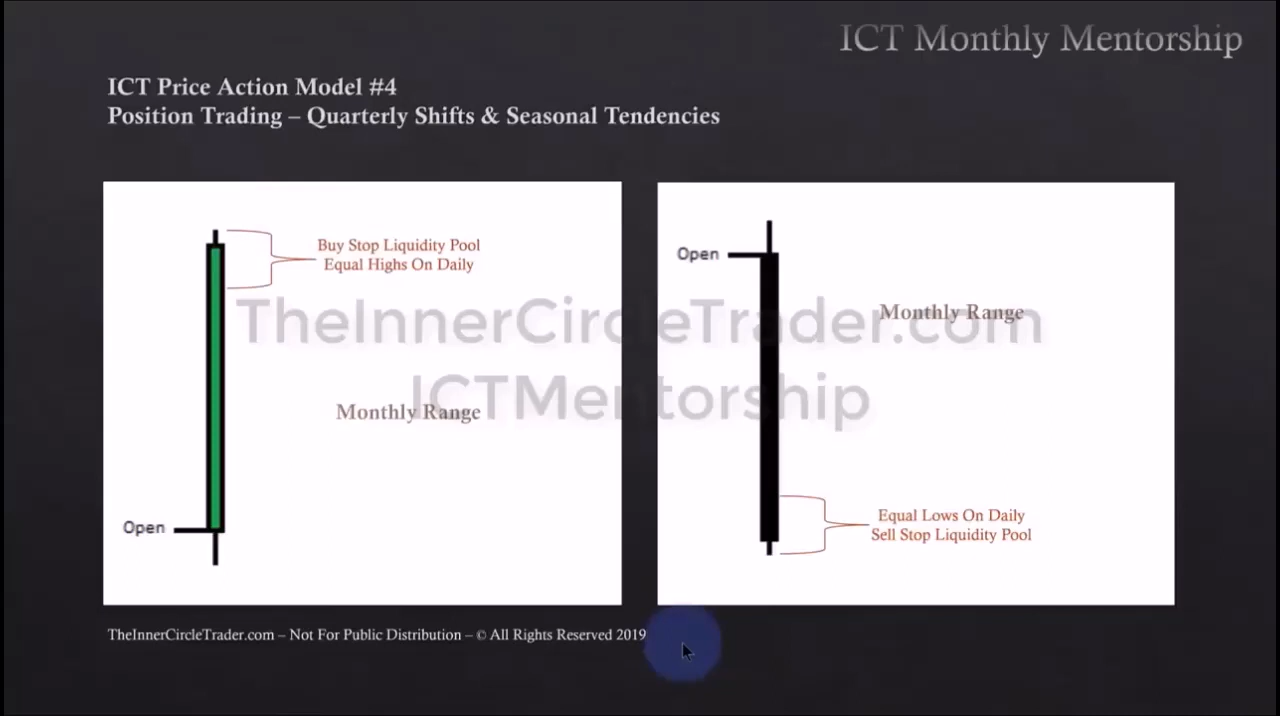 ICT Monthly Mentorship
ICT Price Action Model #4
Position Trading – Quarterly Shifts & Seasonal Tendencies
Buy Stop Liquidity Pool
Equal Highs On Daily
Monthly Range
Open
Open
Monthly Range
Equal Lows On Daily
Sell Stop Liquidity Pool
TheInnerCircleTrader.com
ICTMentorship
TheInnerCircleTrader.com – Not For Public Distribution – © All Rights Reserved 2019